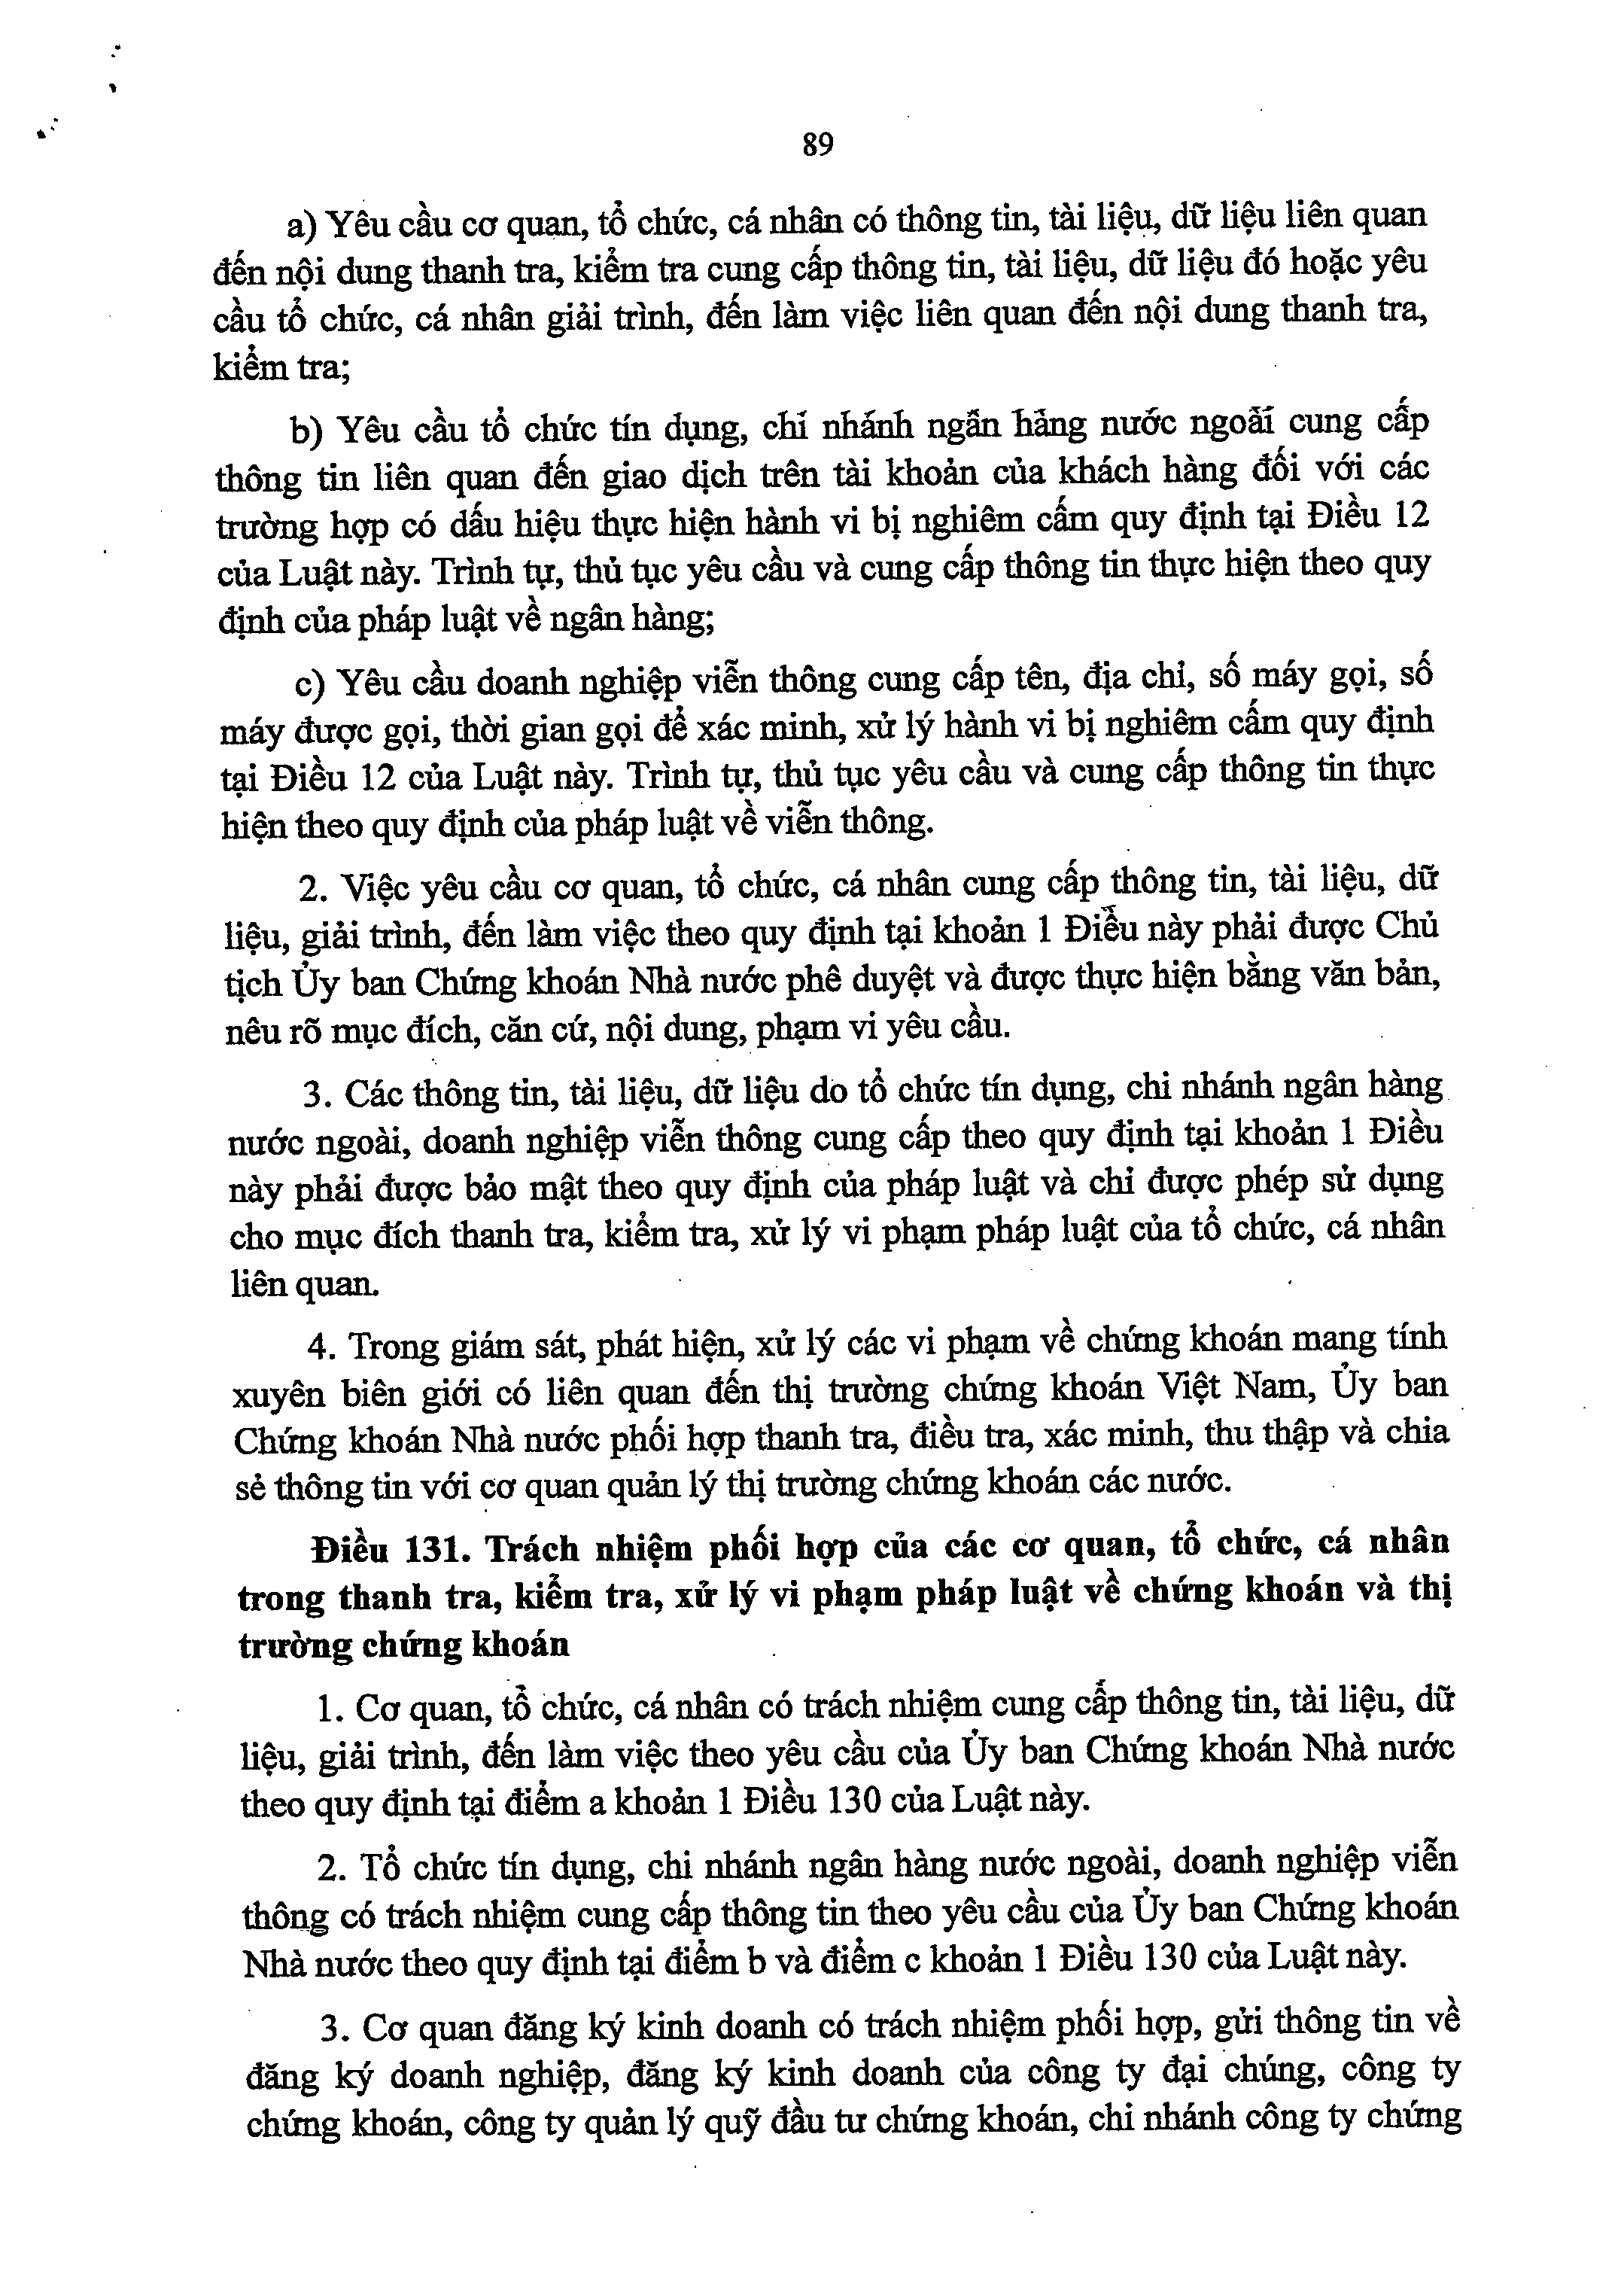 89
a) Yêu cầu cơ quan, tổ chức, cá nhân có thông tin, tài liệu, dữ liệu liên quan
đến nội dung thanh tra, kiểm tra cung cấp thông tin, tài liệu, dữ liệu đó hoặc yêu
cầu tổ chức, cá nhân giải trình, đến làm việc liên quan đến nội dung thanh tra,
kiểm tra;
b) Yêu cầu tổ chức tín dụng, chi nhánh ngân hàng nước ngoài cung cấp
thông tin liên quan đến giao dịch trên tài khoản của khách hàng đối với các
trường hợp có dấu hiệu thực hiện hành vi bị nghiêm cấm quy định tại Điều 12
của Luật này. Trình tự, thủ tục yêu cầu và cung cấp thông tin thực hiện theo quy
định của pháp luật về ngân hàng;
c) Yêu cầu doanh nghiệp viễn thông cung cấp tên, địa chỉ, số máy gọi, số
máy được gọi, thời gian gọi để xác minh, xử lý hành vi bị nghiêm cấm quy định
tại Điều 12 của Luật này. Trình tự, thủ tục yêu cầu và cung cấp thông tin thực
hiện theo quy định của pháp luật về viễn thông.
2. Việc yêu cầu cơ quan, tổ chức, cá nhân cung cấp thông tin, tài liệu, dữ
liệu, giải trình, đến làm việc theo quy định tại khoản 1 Điều này phải được Chủ
tịch Ủy ban Chứng khoán Nhà nước phê duyệt và được thực hiện bằng văn bản,
nêu rõ mục đích, căn cứ, nội dung, phạm vi yêu cầu.
3. Các thông tin, tài liệu, dữ liệu do tổ chức tín dụng, chi nhánh ngân hàng
nước ngoài, doanh nghiệp viễn thông cung cấp theo quy định tại khoản 1 Điều
này phải được bảo mật theo quy định của pháp luật và chỉ được phép sử dụng
cho mục đích thanh tra, kiểm tra, xử lý vi phạm pháp luật của tổ chức, cá nhân
liên quan.
4. Trong giám sát, phát hiện, xử lý các vi phạm về chứng khoán mang tính
xuyên biên giới có liên quan đến thị trường chứng khoán Việt Nam, Ủy ban
Chứng khoán Nhà nước phối hợp thanh tra, điều tra, xác minh, thu thập và chia
sẻ thông tin với cơ quan quản lý thị trường chứng khoán các nước.
Điều 131. Trách nhiệm phối hợp của các cơ quan, tổ chức, cá nhân
trong thanh tra, kiểm tra, xử lý vi phạm pháp luật về chứng khoán và thị
trường chứng khoán
1. Cơ quan, tổ chức, cá nhân có trách nhiệm cung cấp thông tin, tài liệu, dữ
liệu, giải trình, đến làm việc theo yêu cầu của Ủy ban Chứng khoán Nhà nước
theo quy định tại điểm a khoản 1 Điều 130 của Luật này.
2. Tổ chức tín dụng, chi nhánh ngân hàng nước ngoài, doanh nghiệp viễn
thông có trách nhiệm cung cấp thông tin theo yêu cầu của Ủy ban Chứng khoán
Nhà nước theo quy định tại điểm b và điểm c khoản 1 Điều 130 của Luật này.
3. Cơ quan đăng ký kinh doanh có trách nhiệm phối hợp, gửi thông tin về
đăng ký doanh nghiệp, đăng ký kinh doanh của công ty đại chúng, công ty
chứng khoán, công ty quản lý quỹ đầu tư chứng khoán, chi nhánh công ty chứng